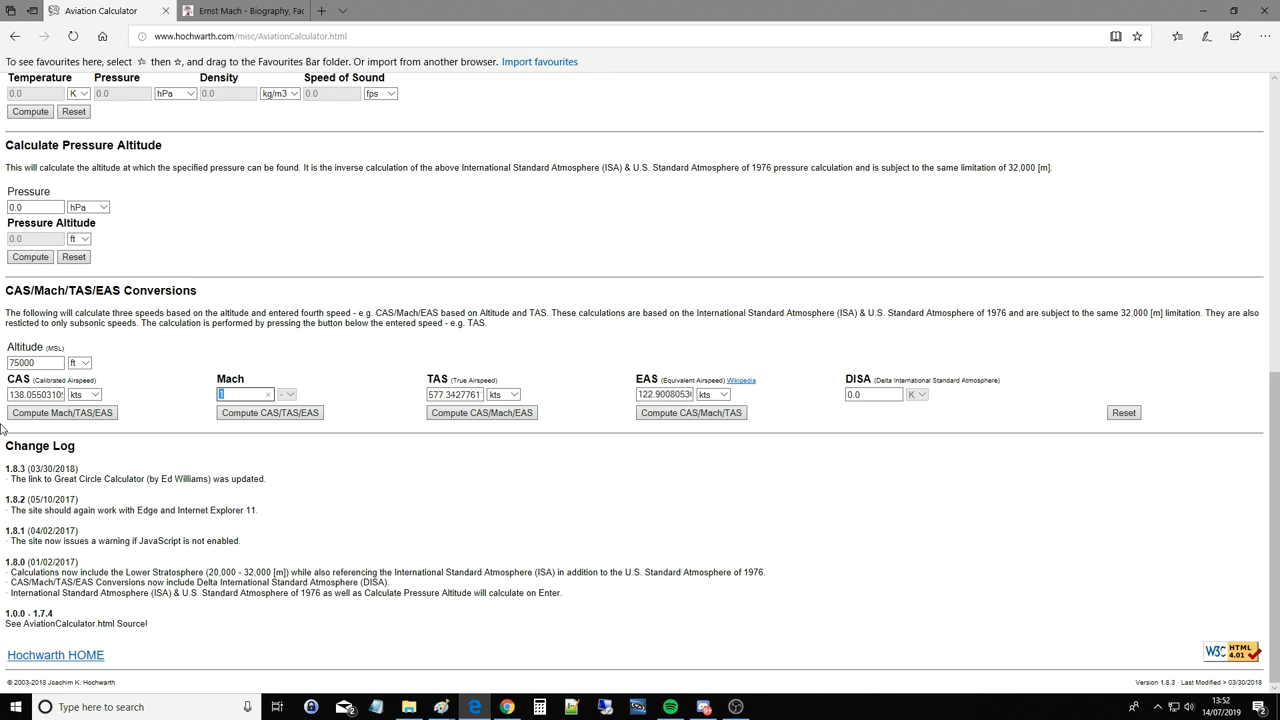 Aviation Calculator
Ernst Mach - Biography, Fac
www.hochwarth.com/misc/AviationCalculator.html
To see favourites here, select ☆ then ☆, and drag to the Favourites Bar folder. Or import from another browser. Import favourites
Temperature Pressure Density Speed of Sound
0.0 K 0.0 hPa 0.0 kg/m3 0.0 fps
Compute Reset
Calculate Pressure Altitude
This will calculate the altitude at which the specified pressure can be found. It is the inverse calculation of the above International Standard Atmosphere (ISA) & U.S. Standard Atmosphere of 1976 pressure calculation and is subject to the same limitation of 32,000 [m].
Pressure
0.0 hPa
Pressure Altitude
0.0 ft
Compute Reset
CAS/Mach/TAS/EAS Conversions
The following will calculate three speeds based on the altitude and entered fourth speed - e.g. CAS/Mach/EAS based on Altitude and TAS. These calculations are based on the International Standard Atmosphere (ISA) & U.S. Standard Atmosphere of 1976 and are subject to the same 32,000 [m] limitation. They are also
resticted to only subsonic speeds. The calculation is performed by pressing the button below the entered speed - e.g. TAS.
Altitude (MSL)
75000 ft
CAS (Calibrated Airspeed) Mach TAS (True Airspeed) EAS (Equivalent Airspeed) Wikipedia DISA (Delta International Standard Atmosphere)
138.0550310 kts 1 - 577.3427761 kts 122.9008053 kts 0.0 K
Compute Mach/TAS/EAS Compute CAS/TAS/EAS Compute CAS/Mach/EAS Compute CAS/Mach/TAS Reset
Change Log
1.8.3 (03/30/2018)
· The link to Great Circle Calculator (by Ed Williams) was updated.
1.8.2 (05/10/2017)
· The site should again work with Edge and Internet Explorer 11.
1.8.1 (04/02/2017)
· The site now issues a warning if JavaScript is not enabled.
1.8.0 (01/02/2017)
· Calculations now include the Lower Stratosphere (20,000 - 32,000 [m]) while also referencing the International Standard Atmosphere (ISA) in addition to the U.S. Standard Atmosphere of 1976.
· CAS/Mach/TAS/EAS Conversions now include Delta International Standard Atmosphere (DISA).
· International Standard Atmosphere (ISA) & U.S. Standard Atmosphere of 1976 as well as Calculate Pressure Altitude will calculate on Enter.
1.0.0 - 1.7.4
See AviationCalculator.html Source!
Hochwarth HOME
W3C HTML 4.01
© 2003-2018 Joachim K. Hochwarth
Version 1.8.3 · Last Modified > 03/30/2018
Type here to search
13:52
14/07/2019
2
2